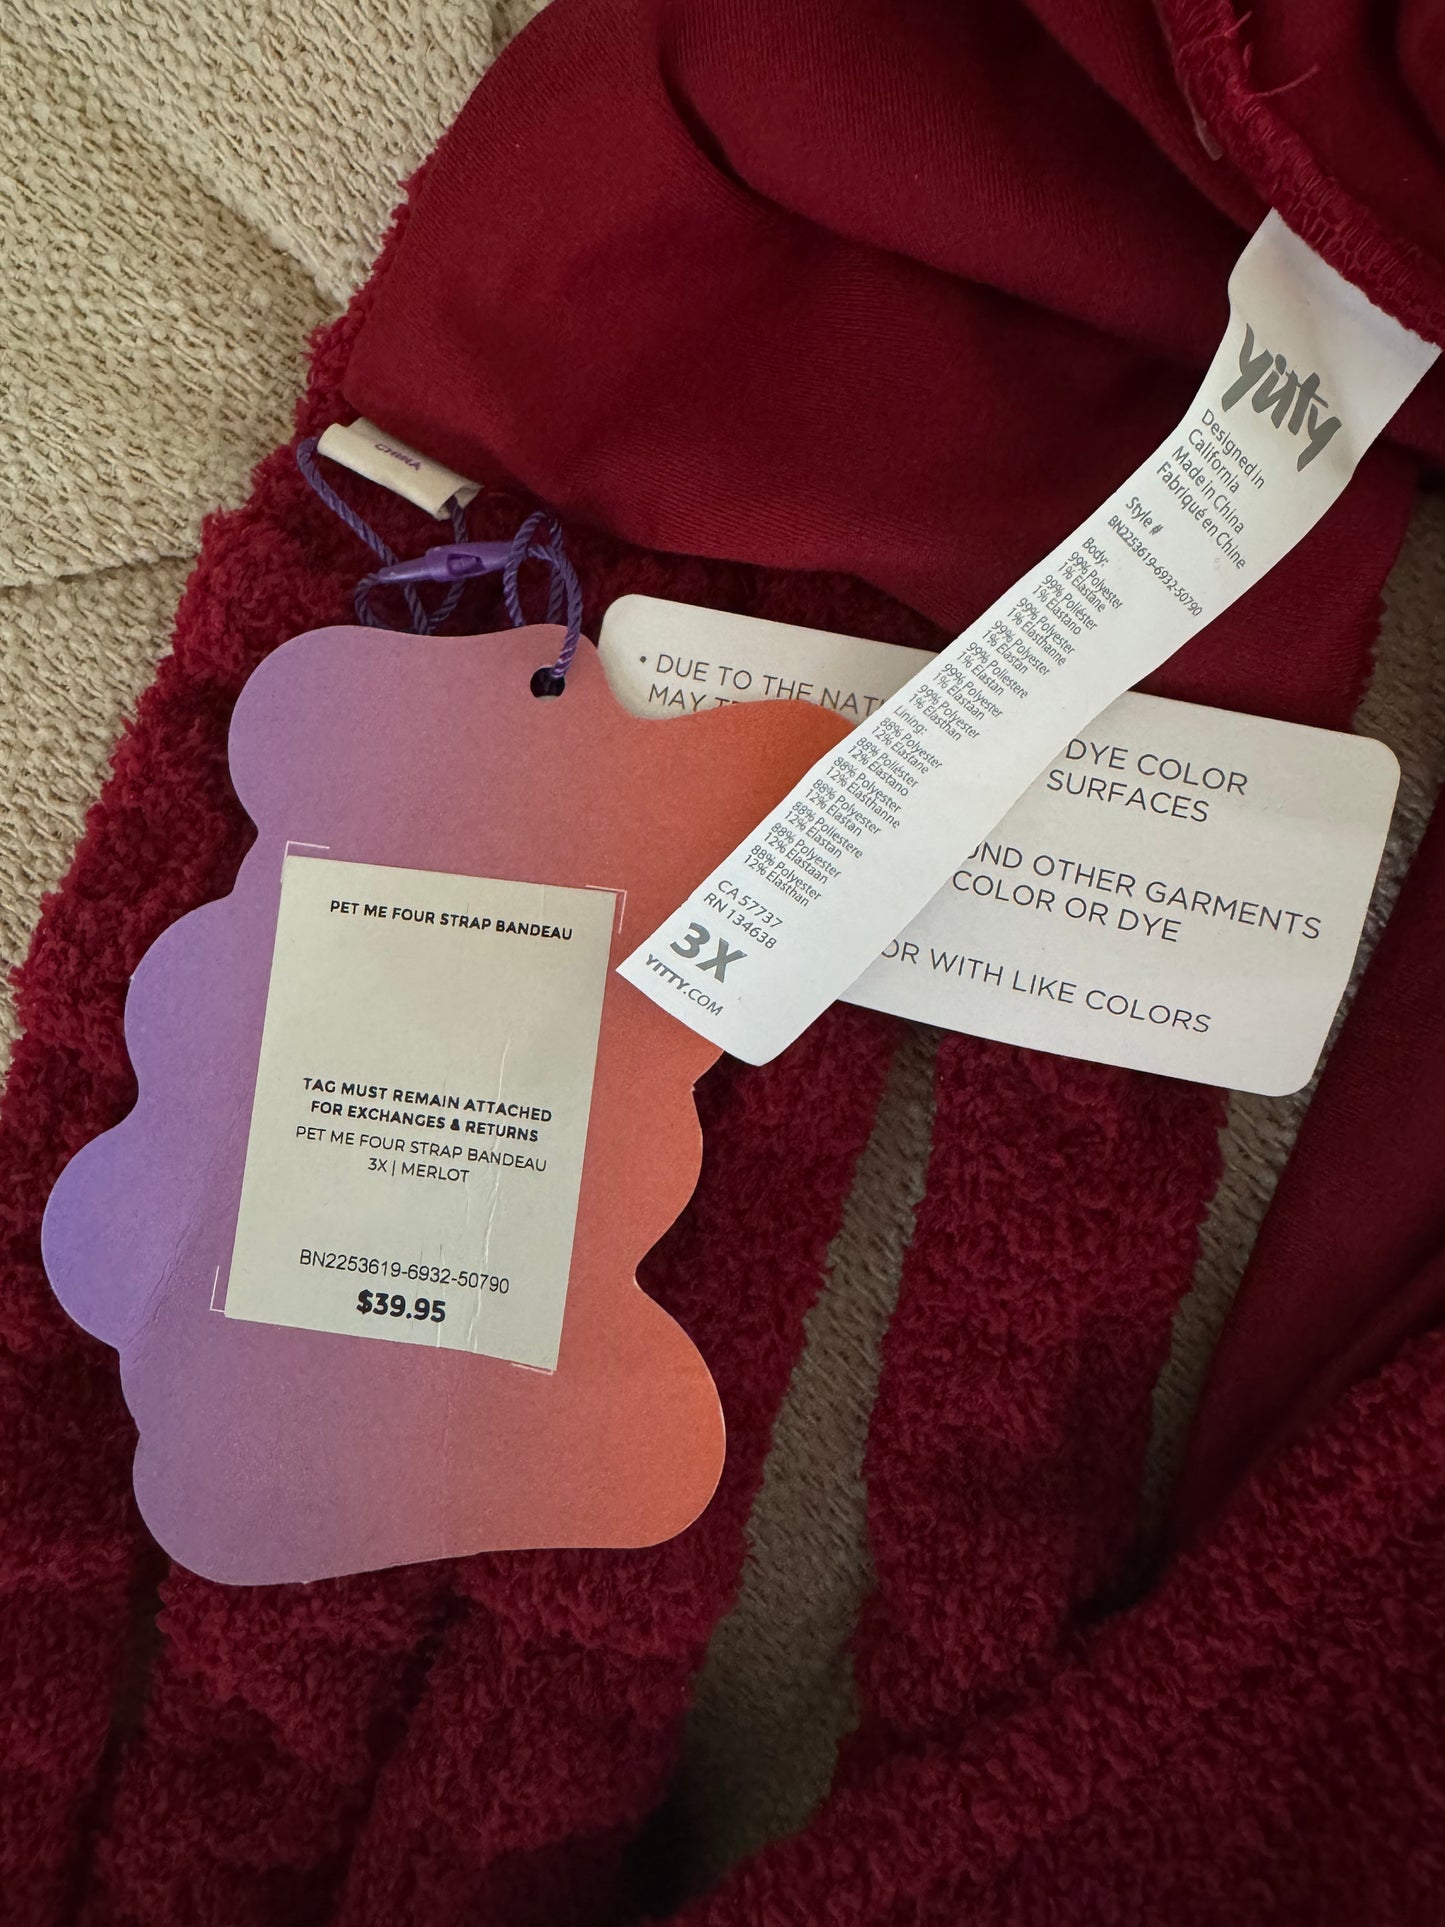 CHINA
• DUE TO THE NAT
MAY
DYE COLOR
SURFACES
UND OTHER GARMENTS
COLOR OR DYE
OR WITH LIKE COLORS
yitty
Designed in
California
Made in China
Fabriqué en Chine
Style #
BN2253619-6932-50790
Body:
99% Polyester
1% Elastane
99% Poliéster
1% Elastano
99% Polyester
1% Elasthanne
99% Polyester
1% Elastan
99% Poliestere
1% Elastan
99% Polyester
1% Elastaan
99% Polyester
1% Elasthan
Lining:
88% Polyester
12% Elastane
88% Poliéster
12% Elastano
88% Polyester
12% Elasthanne
88% Polyester
12% Elastan
88% Poliestere
12% Elastan
88% Polyester
12% Elastaan
88% Polyester
12% Elasthan
CA 57737
RN 134638
3X
YITTY.COM
PET ME FOUR STRAP BANDEAU
TAG MUST REMAIN ATTACHED
FOR EXCHANGES & RETURNS
PET ME FOUR STRAP BANDEAU
3X | MERLOT
BN2253619-6932-50790
$39.95